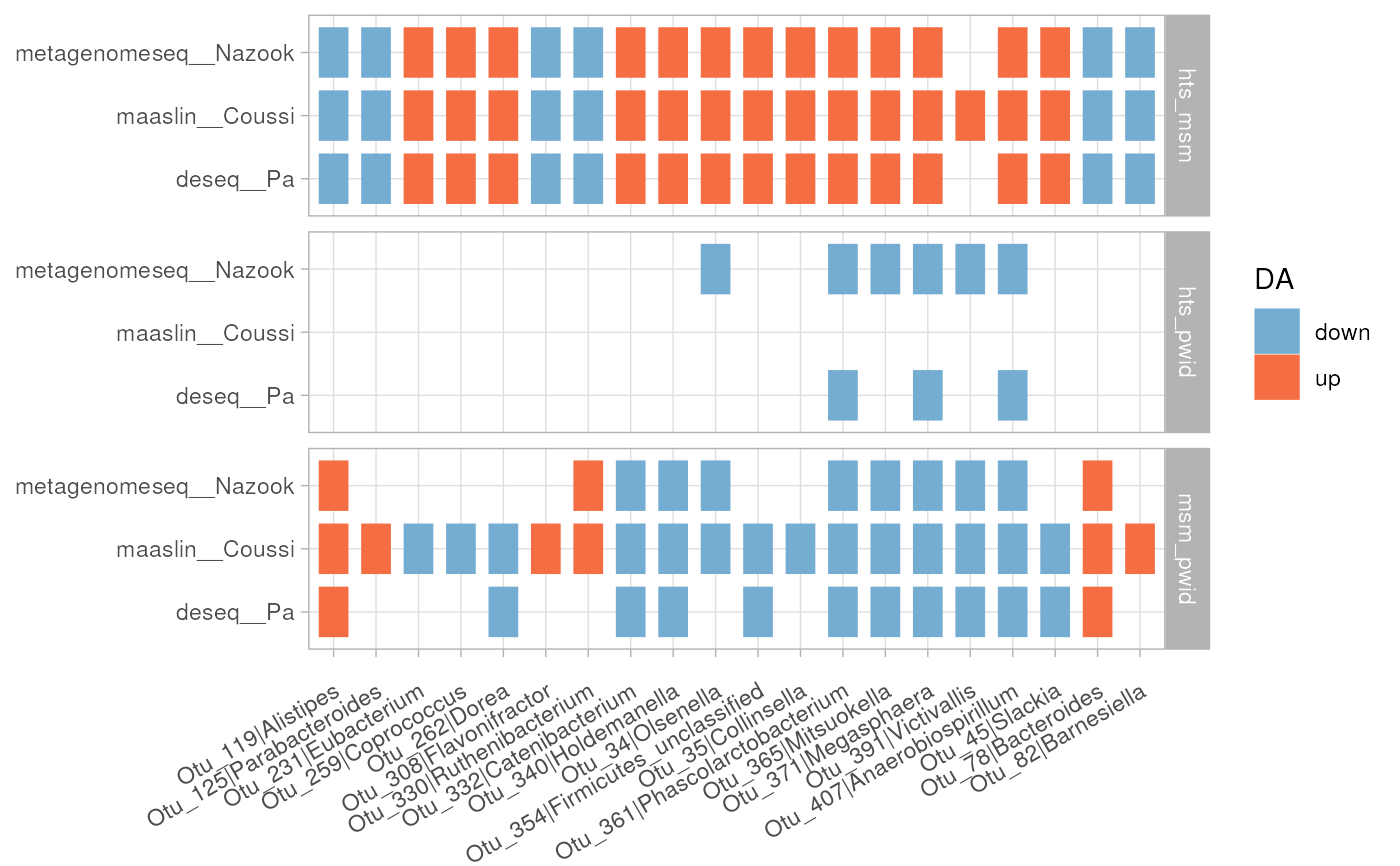 metagenomeseq__Nazook
maaslin__Coussi
deseq__Pa
hts_msm
metagenomeseq__Nazook
maaslin__Coussi
deseq__Pa
hts_pwid
metagenomeseq__Nazook
maaslin__Coussi
deseq__Pa
msm_pwid
DA
down
up
Otu_119|Alistipes
Otu_125|Parabacteroides
Otu_231|Eubacterium
Otu_259|Coprococcus
Otu_262|Dorea
Otu_308|Flavonifractor
Otu_330|Ruthenibacterium
Otu_332|Catenibacterium
Otu_340|Holdemanella
Otu_34|Olsenella
Otu_354|Firmicutes_unclassified
Otu_35|Collinsella
Otu_361|Phascolarctobacterium
Otu_365|Mitsuokella
Otu_371|Megasphaera
Otu_391|Victivallis
Otu_407|Anaerobiospirillum
Otu_45|Slackia
Otu_78|Bacteroides
Otu_82|Barnesiella